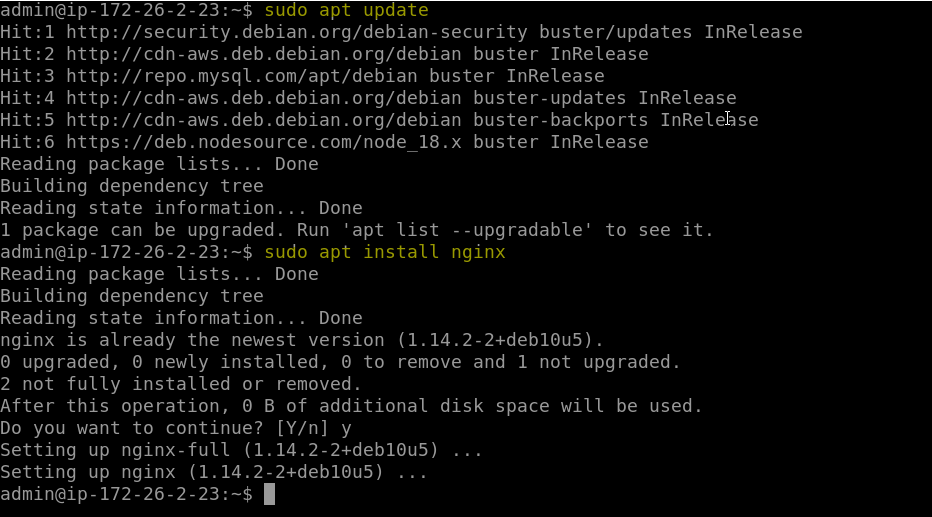 admin@ip-172-26-2-23:~$ sudo apt update
Hit:1 http://security.debian.org/debian-security buster/updates InRelease
Hit:2 http://cdn-aws.deb.debian.org/debian buster InRelease
Hit:3 http://repo.mysql.com/apt/debian buster InRelease
Hit:4 http://cdn-aws.deb.debian.org/debian buster-updates InRelease
Hit:5 http://cdn-aws.deb.debian.org/debian buster-backports InRelease
Hit:6 https://deb.nodesource.com/node_18.x buster InRelease
Reading package lists... Done
Building dependency tree
Reading state information... Done
1 package can be upgraded. Run 'apt list --upgradable' to see it.
admin@ip-172-26-2-23:~$ sudo apt install nginx
Reading package lists... Done
Building dependency tree
Reading state information... Done
nginx is already the newest version (1.14.2-2+deb10u5).
0 upgraded, 0 newly installed, 0 to remove and 1 not upgraded.
2 not fully installed or removed.
After this operation, 0 B of additional disk space will be used.
Do you want to continue? [Y/n] y
Setting up nginx-full (1.14.2-2+deb10u5) ...
Setting up nginx (1.14.2-2+deb10u5) ...
admin@ip-172-26-2-23:~$